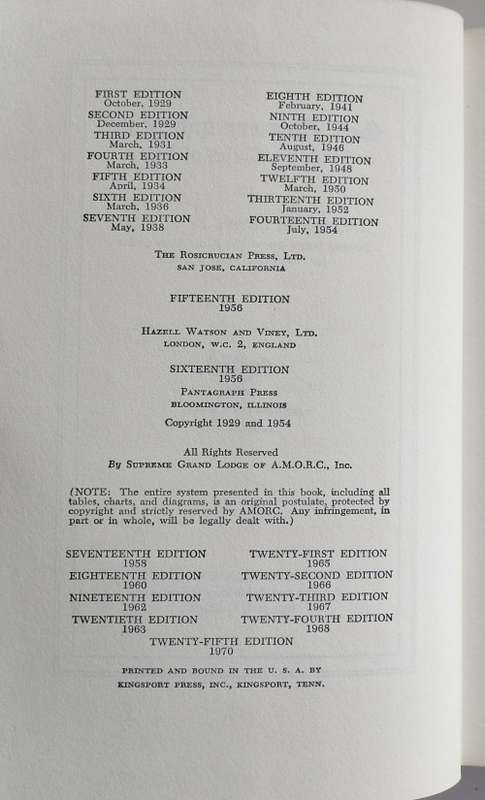 FIRST EDITION
October, 1929
SECOND EDITION
December, 1929
THIRD EDITION
March, 1931
FOURTH EDITION
March, 1933
FIFTH EDITION
April, 1934
SIXTH EDITION
March, 1936
SEVENTH EDITION
May, 1938
EIGHTH EDITION
February, 1941
NINTH EDITION
October, 1944
TENTH EDITION
August, 1946
ELEVENTH EDITION
September, 1948
TWELFTH EDITION
March, 1950
THIRTEENTH EDITION
January, 1952
FOURTEENTH EDITION
July, 1954
THE ROSICRUCIAN PRESS, LTD.
SAN JOSE, CALIFORNIA
FIFTEENTH EDITION
1956
HAZELL WATSON AND VINEY, LTD.
LONDON, W.C. 2, ENGLAND
SIXTEENTH EDITION
1956
PANTAGRAPH PRESS
BLOOMINGTON, ILLINOIS
Copyright 1929 and 1954
All Rights Reserved
By SUPREME GRAND LODGE OF A.M.O.R.C., INC.
(NOTE: The entire system presented in this book, including all
tables, charts, and diagrams, is an original postulate, protected by
copyright and strictly reserved by AMORC. Any infringement, in
part or in whole, will be legally dealt with.)
SEVENTEENTH EDITION
1958
EIGHTEENTH EDITION
1960
NINETEENTH EDITION
1962
TWENTIETH EDITION
1963
TWENTY-FIRST EDITION
1965
TWENTY-SECOND EDITION
1966
TWENTY-THIRD EDITION
1967
TWENTY-FOURTH EDITION
1968
TWENTY-FIFTH EDITION
1970
PRINTED AND BOUND IN THE U. S. A. BY
KINGSPORT PRESS, INC., KINGSPORT, TENN.